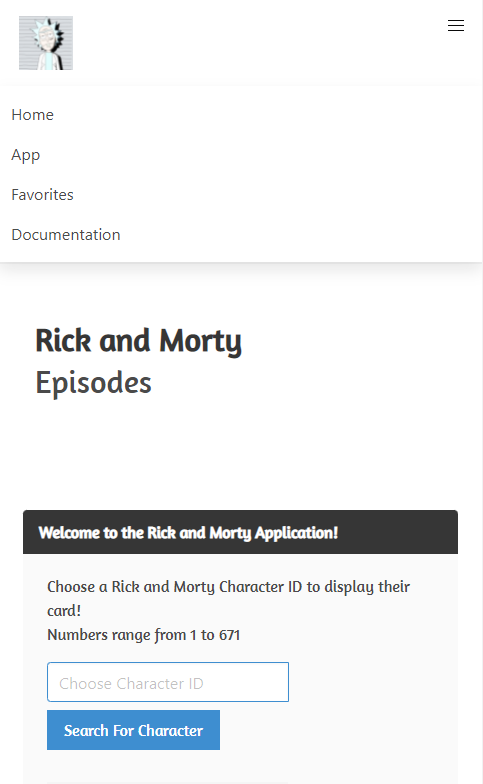 Home
App
Favorites
Documentation
Rick and Morty
Episodes
Welcome to the Rick and Morty Application!
Choose a Rick and Morty Character ID to display their
card!
Numbers range from 1 to 671
Choose Character ID
Search For Character